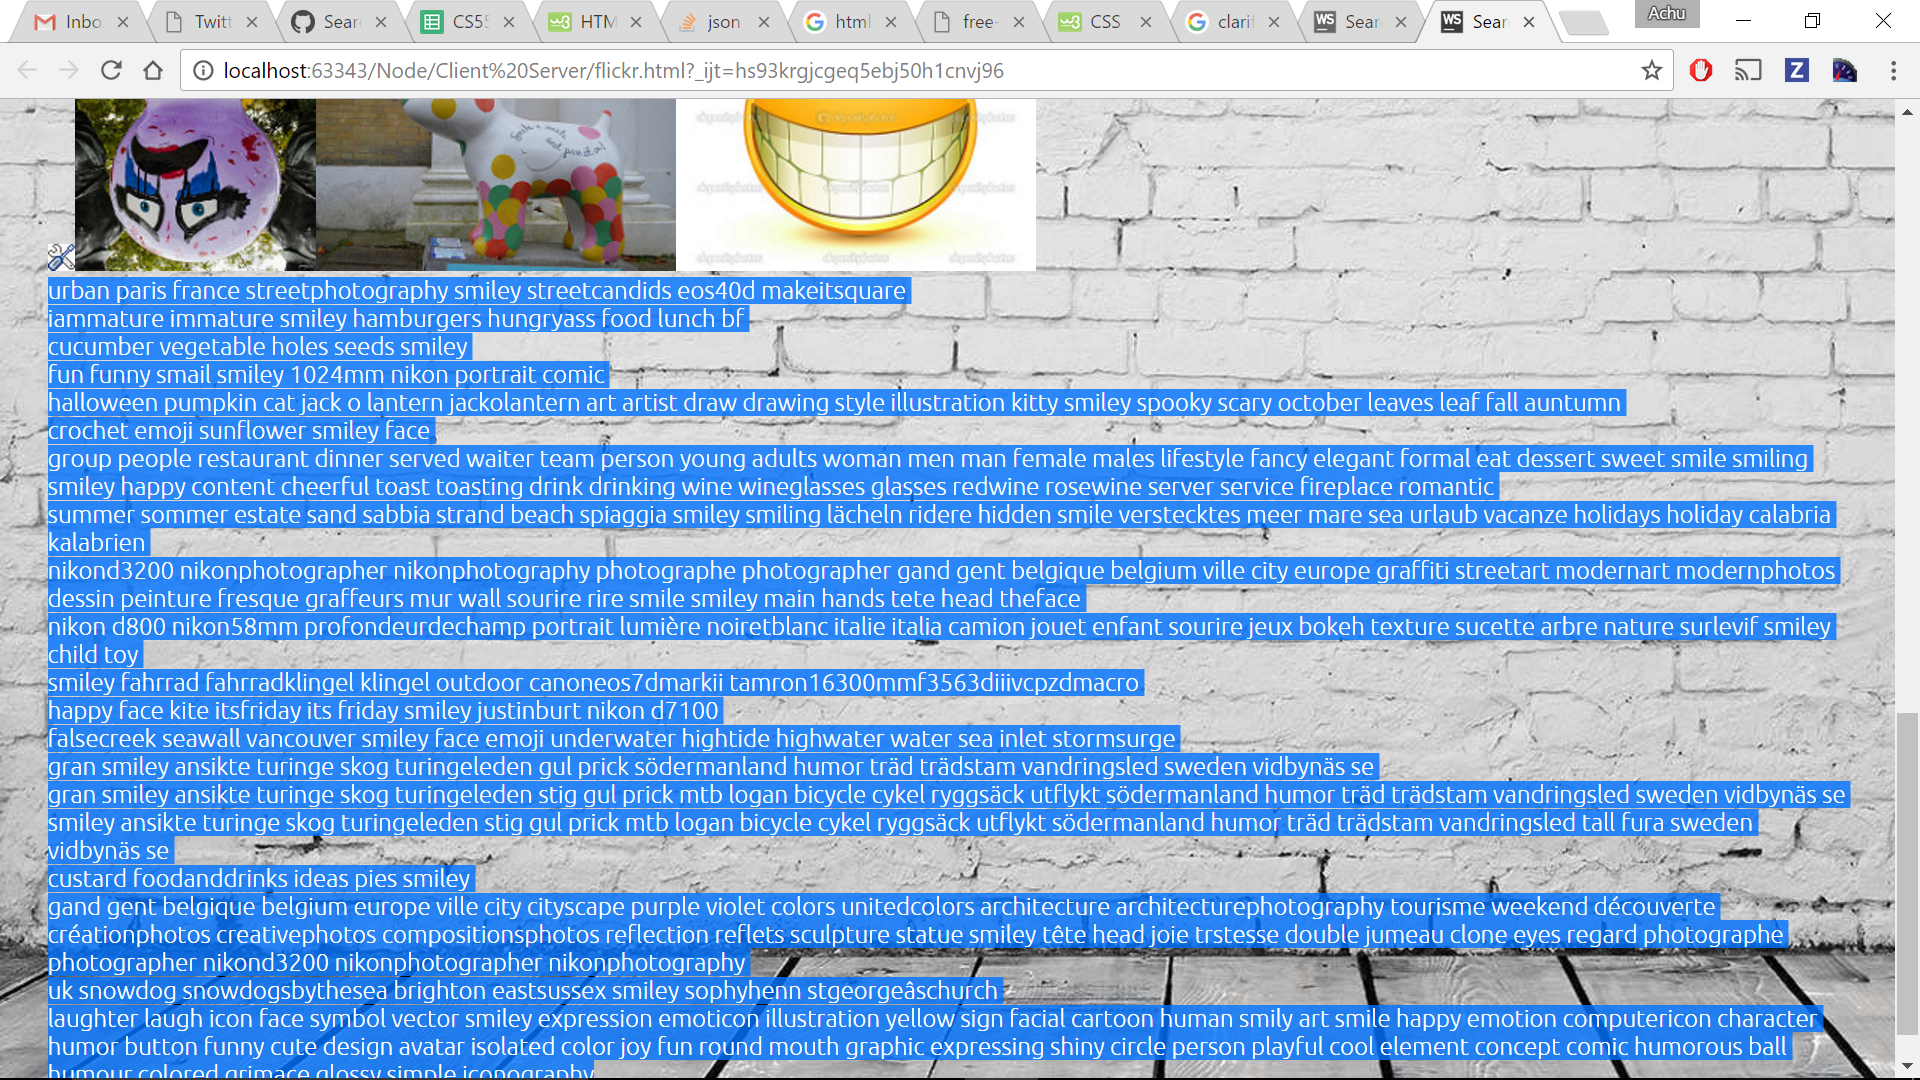 Inbo
Twitt
Sear
CS55
HTM
json
html
free-
CSS
clarif
WS Sear
WS Sear
Achu
localhost:63343/Node/Client%20Server/flickr.html?_ijt=hs93krgjcgeq5ebj50h1cnvj96
urban paris france streetphotography smiley streetcandids eos40d makeitsquare
iammature immature smiley hamburgers hungryass food lunch bf
cucumber vegetable holes seeds smiley
fun funny smail smiley 1024mm nikon portrait comic
halloween pumpkin cat jack o lantern jackolantern art artist draw drawing style illustration kitty smiley spooky scary october leaves leaf fall auntumn
crochet emoji sunflower smiley face
group people restaurant dinner served waiter team person young adults woman men man female males lifestyle fancy elegant formal eat dessert sweet smile smiling
smiley happy content cheerful toast toasting drink drinking wine wineglasses glasses redwine rosewine server service fireplace romantic
summer sommer estate sand sabbia strand beach spiaggia smiley smiling lächeln ridere hidden smile verstecktes meer mare sea urlaub vacanze holidays holiday calabria
kalabrien
nikond3200 nikonphotographer nikonphotography photographe photographer gand gent belgique belgium ville city europe graffiti streetart modernart modernphotos
dessin peinture fresque graffeurs mur wall sourire rire smile smiley main hands tete head theface
nikon d800 nikon58mm profondeurdechamp portrait lumière noiretblanc italie italia camion jouet enfant sourire jeux bokeh texture sucette arbre nature surlevif smiley
child toy
smiley fahrrad fahrradklingel klingel outdoor canoneos7dmarkii tamron16300mmf3563diiivcpzdmacro
happy face kite itsfriday its friday smiley justinburt nikon d7100
falsecreek seawall vancouver smiley face emoji underwater hightide highwater water sea inlet stormsurge
gran smiley ansikte turinge skog turingeleden gul prick södermanland humor träd trädstam vandringsled sweden vidbynäs se
gran smiley ansikte turinge skog turingeleden stig gul prick mtb logan bicycle cykel ryggsäck utflykt södermanland humor träd trädstam vandringsled sweden vidbynäs se
smiley ansikte turinge skog turingeleden stig gul prick mtb logan bicycle cykel ryggsäck utflykt södermanland humor träd trädstam vandringsled tall fura sweden
vidbynäs se
custard foodanddrinks ideas pies smiley
gand gent belgique belgium europe ville city cityscape purple violet colors unitedcolors architecture architecturephotography tourisme weekend découverte
créationphotos creativephotos compositionsphotos reflection reflets sculpture statue smiley tête head joie trstesse double jumeau clone eyes regard photographe
photographer nikond3200 nikonphotographer nikonphotography
uk snowdog snowdogsbythesea brighton eastsussex smiley sophyhenn stgeorgeâschurch
laughter laugh icon face symbol vector smiley expression emoticon illustration yellow sign facial cartoon human smily art smile happy emotion computericon character
humor button funny cute design avatar isolated color joy fun round mouth graphic expressing shiny circle person playful cool element concept comic humorous ball
humour colored grimace glossy simple iconography